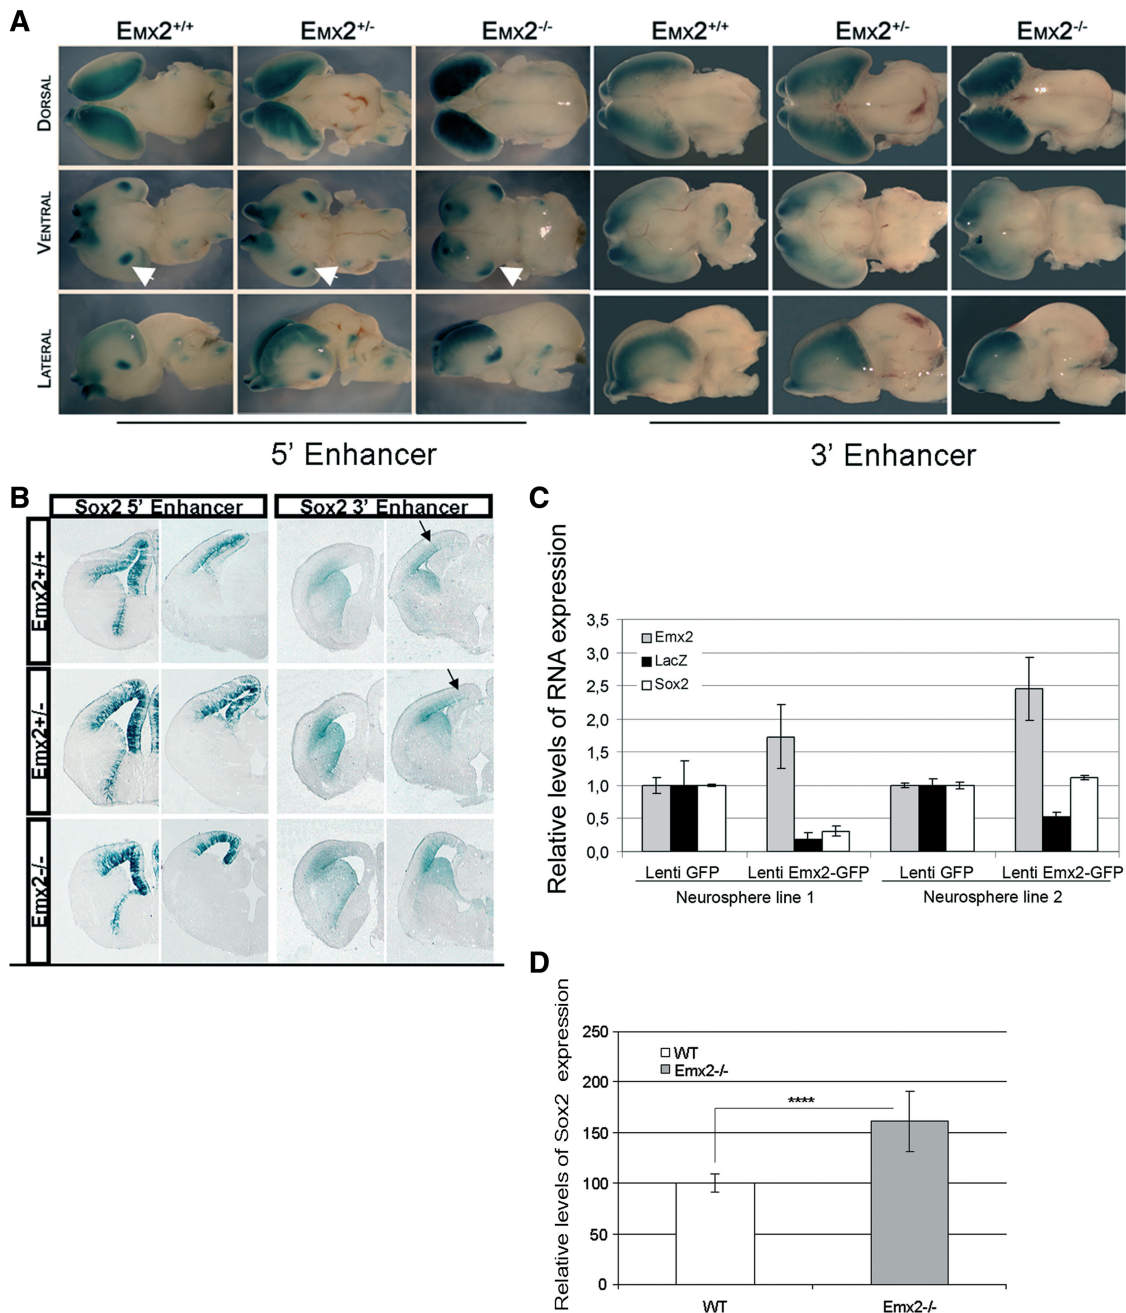 A
EMX2+/+ EMX2+/- EMX2-/- EMX2+/+ EMX2+/- EMX2-/-
DORSAL
VENTRAL
LATERAL
5' Enhancer 3' Enhancer
B
Sox2 5' Enhancer Sox2 3' Enhancer
Emx2+/+
Emx2+/-
Emx2-/-
C
Relative levels of RNA expression
3,5
3,0
2,5
2,0
1,5
1,0
0,5
0,0
Emx2
LacZ
Sox2
Lenti GFP Lenti Emx2-GFP Lenti GFP Lenti Emx2-GFP
Neurosphere line 1 Neurosphere line 2
D
Relative levels of Sox2 expression
250
200
150
100
50
0
WT
Emx2-/-
****
WT Emx2-/-